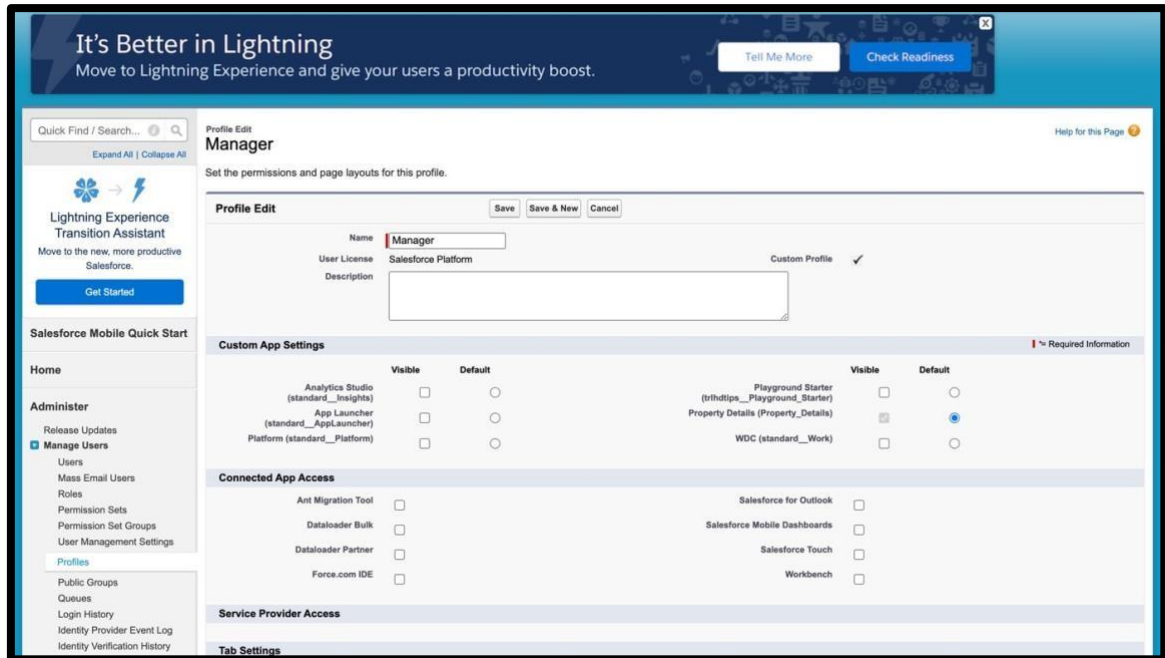 It's Better in Lightning
Move to Lightning Experience and give your users a productivity boost.
Tell Me More
Check Readiness
x
Quick Find / Search...
Expand All | Collapse All
Lightning Experience
Transition Assistant
Move to the new, more productive
Salesforce.
Get Started
Salesforce Mobile Quick Start
Home
Administer
Release Updates
Manage Users
Users
Mass Email Users
Roles
Permission Sets
Permission Set Groups
User Management Settings
Profiles
Public Groups
Queues
Login History
Identity Provider Event Log
Identity Verification History
Profile Edit
Manager
Help for this Page ?
Set the permissions and page layouts for this profile.
Profile Edit Save Save & New Cancel
Name Manager
User License Salesforce Platform Custom Profile ✓
Description
Custom App Settings *= Required Information
Visible Default Visible Default
Analytics Studio
(standard__Insights)
Playground Starter
(trlhdtips__Playground_Starter)
App Launcher
(standard__AppLauncher)
Property Details (Property_Details)
Platform (standard__Platform) WDC (standard__Work)
Connected App Access
Ant Migration Tool Salesforce for Outlook
Dataloader Bulk Salesforce Mobile Dashboards
Dataloader Partner Salesforce Touch
Force.com IDE Workbench
Service Provider Access
Tab Settings